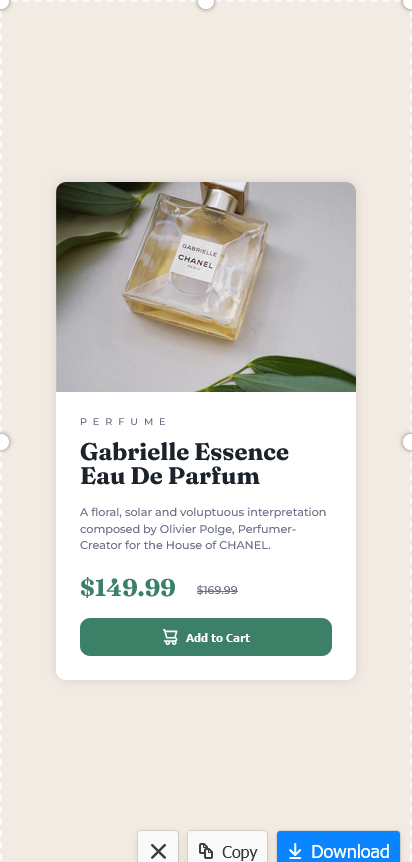 GABRIELLE
CHANEL
PARIS
PERFUME
Gabrielle Essence
Eau De Parfum
A floral, solar and voluptuous interpretation
composed by Olivier Polge, Perfumer-
Creator for the House of CHANEL.
$149.99 $169.99
Add to Cart
Copy Download